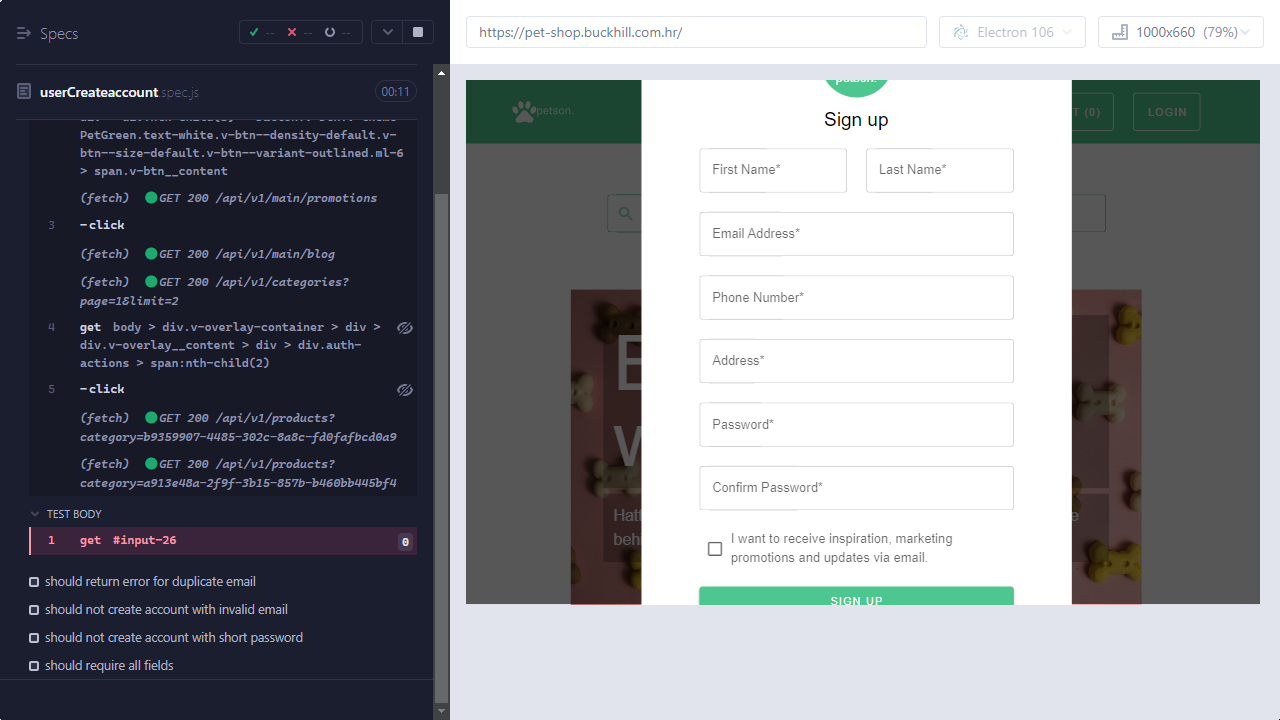 Specs
-- -- --
userCreateaccount.spec.js
00:11
PetGreen.text-white.v-btn--density-default.v-
btn--size-default.v-btn--variant-outlined.ml-6
> span.v-btn__content
(fetch) GET 200 /api/v1/main/promotions
3 -click
(fetch) GET 200 /api/v1/main/blog
(fetch) GET 200 /api/v1/categories?
page=1&limit=2
4 get body > div.v-overlay-container > div >
div.v-overlay__content > div > div.auth-
actions > span:nth-child(2)
5 -click
(fetch) GET 200 /api/v1/products?
category=b9359907-4485-302c-8a8c-fd0fafbcd0a9
(fetch) GET 200 /api/v1/products?
category=a913e48a-2f9f-3b15-857b-b460bb445bf4
TEST BODY
1 get #input-26 0
should return error for duplicate email
should not create account with invalid email
should not create account with short password
should require all fields
https://pet-shop.buckhill.com.hr/
Electron 106
1000x660 (79%)
petson.
T (0)
LOGIN
petson.
Sign up
First Name*
Last Name*
Email Address*
Phone Number*
Address*
Password*
Confirm Password*
I want to receive inspiration, marketing
promotions and updates via email.
SIGN UP